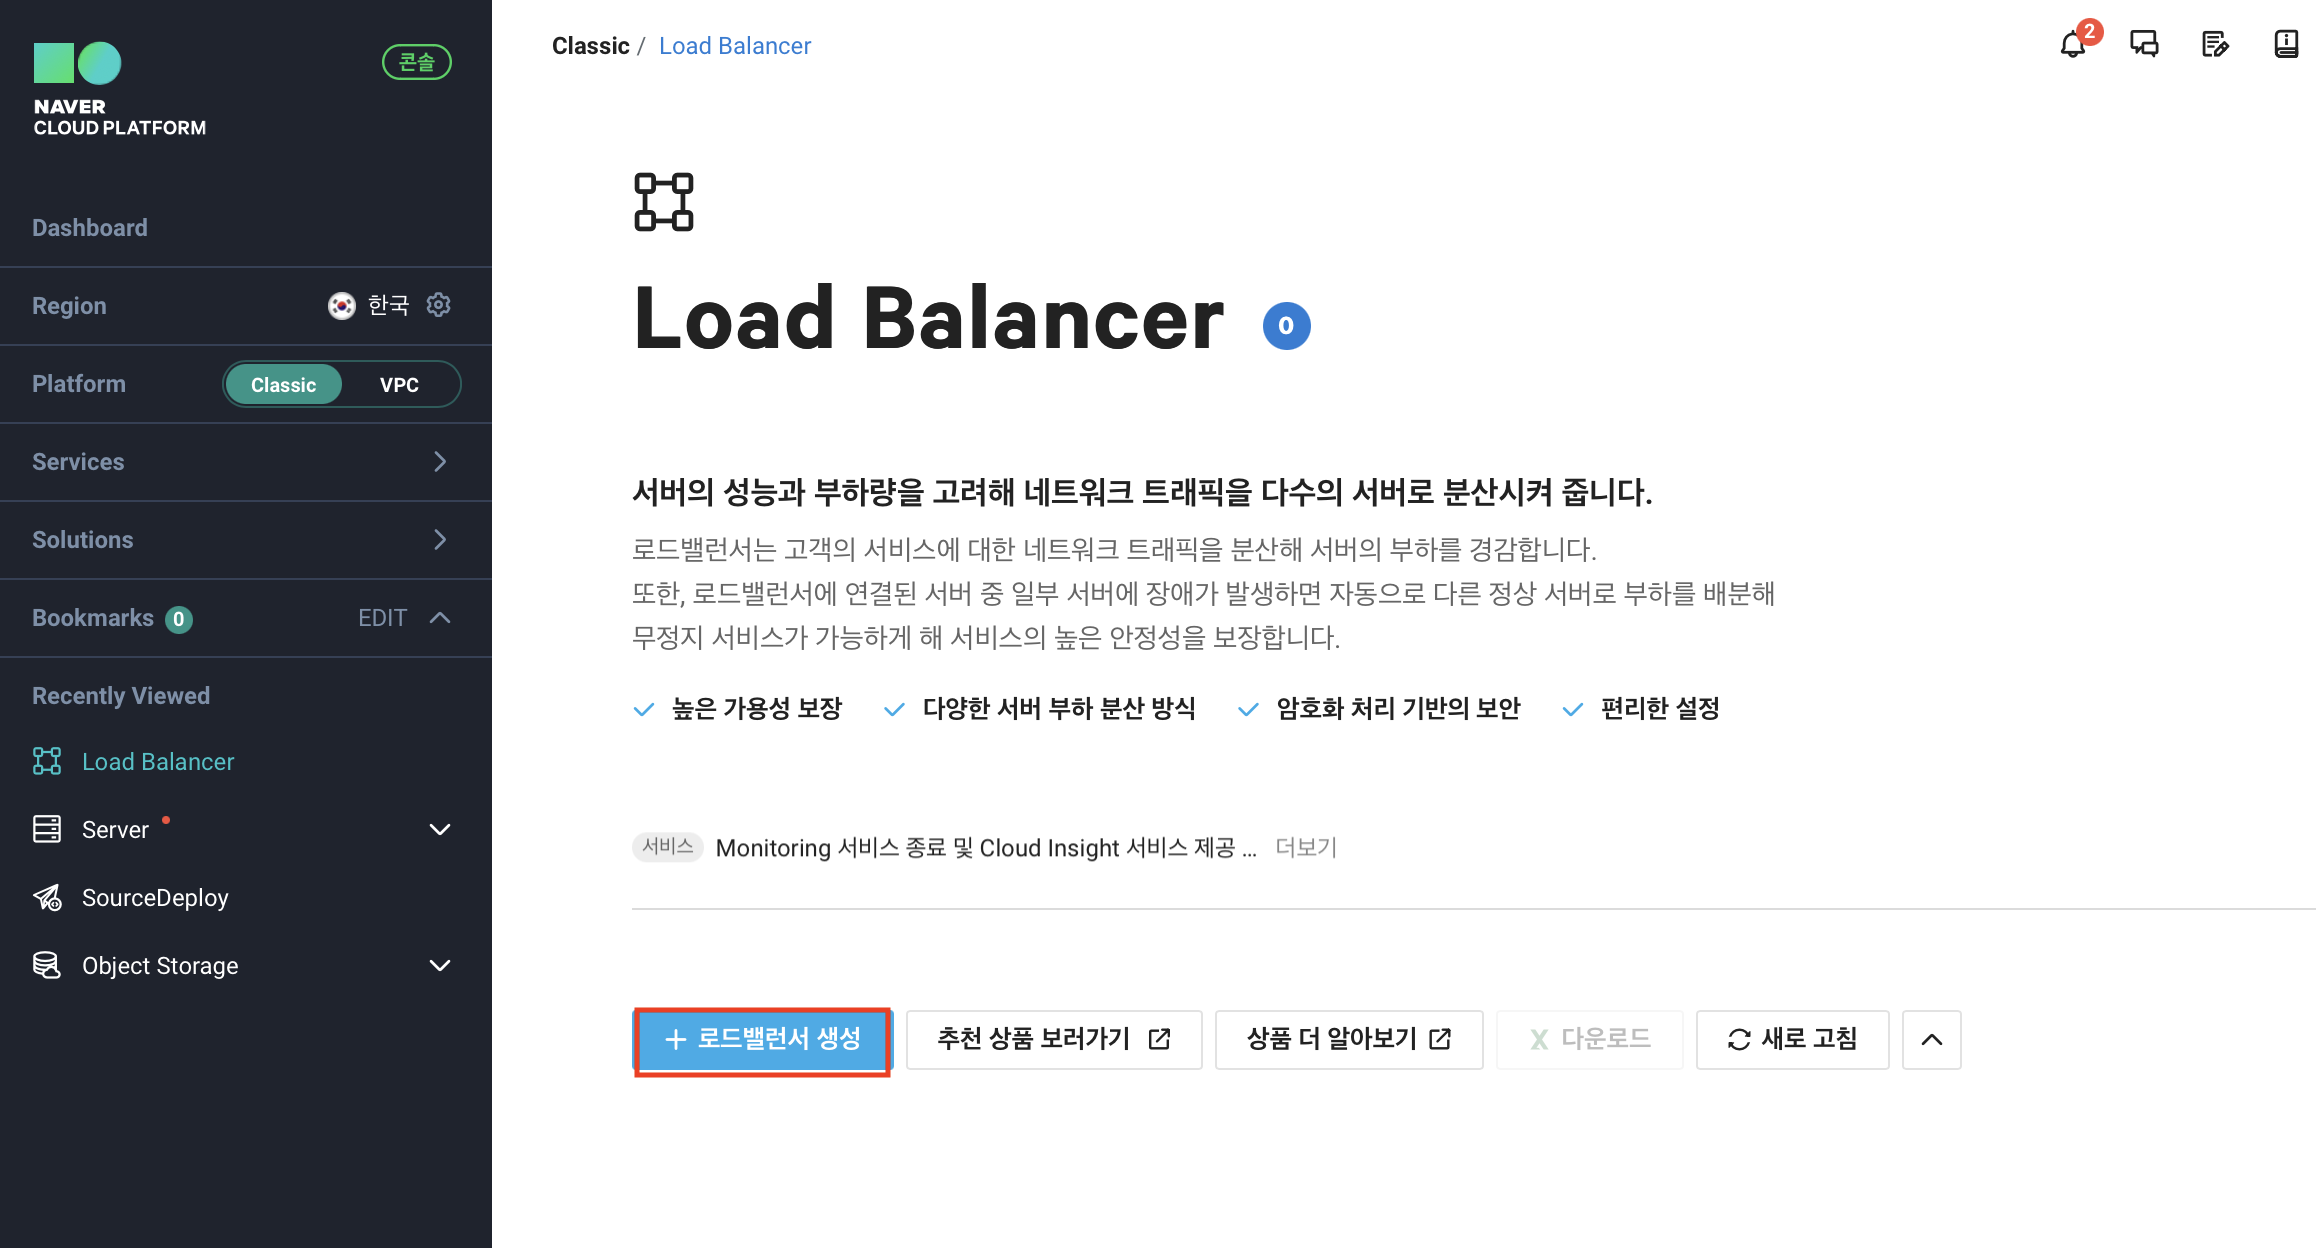 NAVER
CLOUD PLATFORM
콘솔
Dashboard
Region 한국
Platform Classic VPC
Services
Solutions
Bookmarks 0 EDIT
Recently Viewed
Load Balancer
Server
SourceDeploy
Object Storage
Classic / Load Balancer
2
Load Balancer 0
서버의 성능과 부하량을 고려해 네트워크 트래픽을 다수의 서버로 분산시켜 줍니다.
로드밸런서는 고객의 서비스에 대한 네트워크 트래픽을 분산해 서버의 부하를 경감합니다.
또한, 로드밸런서에 연결된 서버 중 일부 서버에 장애가 발생하면 자동으로 다른 정상 서버로 부하를 배분해
무정지 서비스가 가능하게 해 서비스의 높은 안정성을 보장합니다.
높은 가용성 보장 다양한 서버 부하 분산 방식 암호화 처리 기반의 보안 편리한 설정
서비스 Monitoring 서비스 종료 및 Cloud Insight 서비스 제공 ... 더보기
+ 로드밸런서 생성 추천 상품 보러가기 상품 더 알아보기 X 다운로드 새로 고침